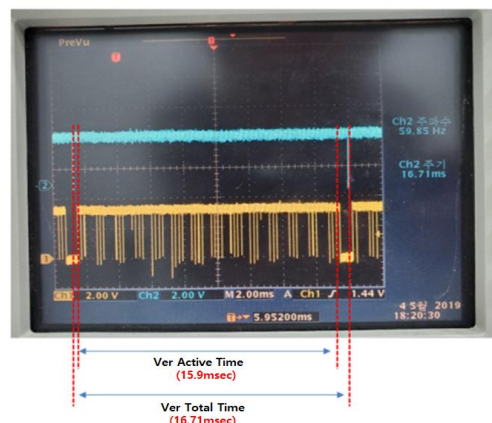 PreVu
Ch2 주파수
59.85 Hz
Ch2 주기
16.71ms
2
1
Ch1 2.00 V Ch2 2.00 V M 2.00ms A Ch1 1.44 V
5.95200ms
4 5월 2019
18:20:30
Ver Active Time
(15.9msec)
Ver Total Time
(16.71msec)